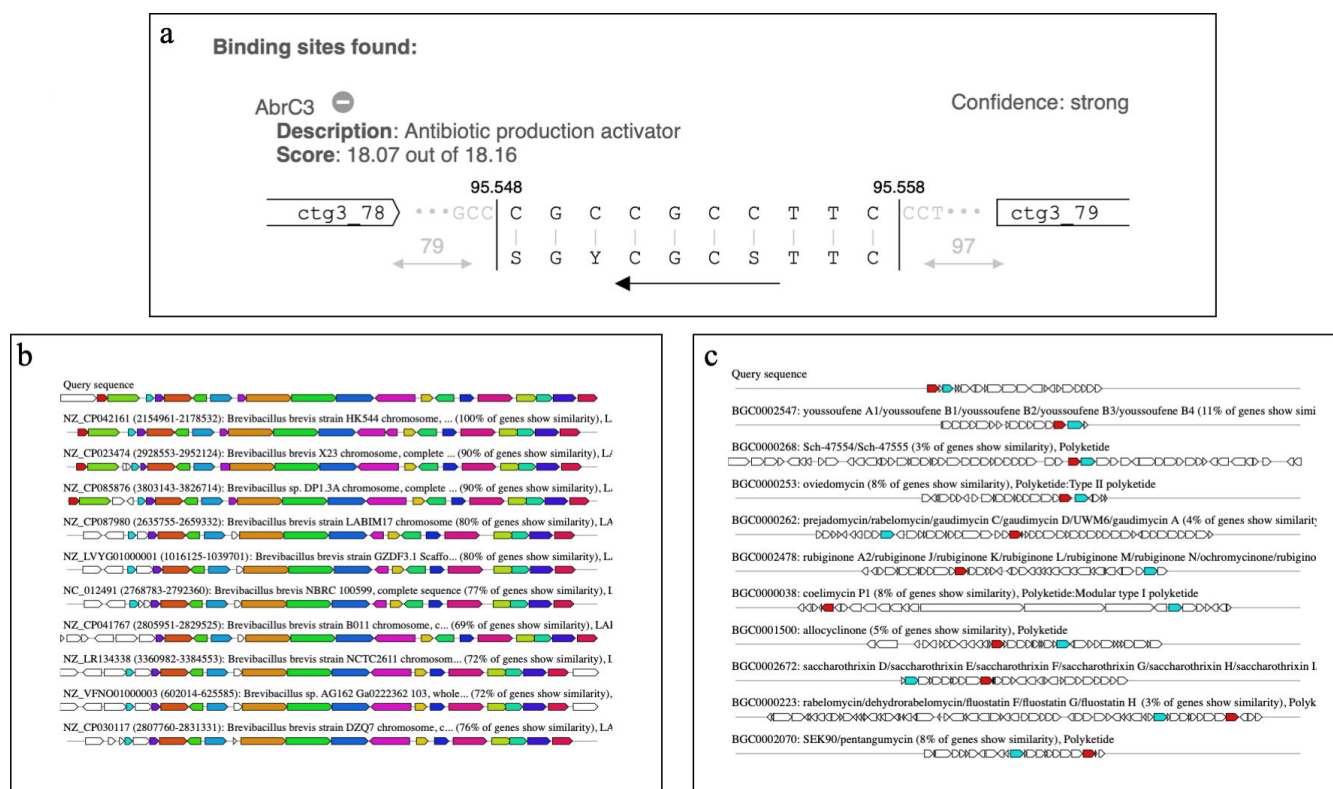 a
Binding sites found:
AbrC3
Confidence: strong
Description: Antibiotic production activator
Score: 18.07 out of 18.16
95.548 95.558
ctg3_78 GCC C G C C G C C T T C CCT ctg3_79
79 S G Y C G C S T T C 97
b
Query sequence
NZ_CP042161 (2154961-2178532): Brevibacillus brevis strain HK544 chromosome, ... (100% of genes show similarity), L
NZ_CP023474 (2928553-2952124): Brevibacillus brevis X23 chromosome, complete ... (90% of genes show similarity), LA
NZ_CP085876 (3803143-3826714): Brevibacillus sp. DP1.3A chromosome, complete ... (90% of genes show similarity), LA
NZ_CP087980 (2635755-2659332): Brevibacillus brevis strain LABIM17 chromosome (80% of genes show similarity), LA
NZ_LVYG01000001 (1016125-1039701): Brevibacillus brevis strain GZDF3.1 Scaffo... (80% of genes show similarity), L
NC_012491 (2768783-2792360): Brevibacillus brevis NBRC 100599, complete sequence (77% of genes show similarity), L
NZ_CP041767 (2805951-2829525): Brevibacillus brevis strain B011 chromosome, c... (69% of genes show similarity), LA
NZ_LR134338 (3360982-3384553): Brevibacillus brevis strain NCTC2611 chromosom... (72% of genes show similarity), L
NZ_VFNO01000003 (602014-625585): Brevibacillus sp. AG162 Ga0222362 103, whole... (72% of genes show similarity),
NZ_CP030117 (2807760-2831331): Brevibacillus brevis strain DZQ7 chromosome, c... (76% of genes show similarity), LA
c
Query sequence
BGC0002547: youssoufene A1/youssoufene B1/youssoufene B2/youssoufene B3/youssoufene B4 (11% of genes show simi
BGC0000268: Sch-47554/Sch-47555 (3% of genes show similarity), Polyketide
BGC0000253: oviedomycin (8% of genes show similarity), Polyketide:Type II polyketide
BGC0000262: prejadomycin/rabelomycin/gaudimycin C/gaudimycin D/UWM6/gaudimycin A (4% of genes show similarity
BGC0002478: rubiginone A2/rubiginone J/rubiginone K/rubiginone L/rubiginone M/rubiginone N/ochromycinone/rubigino
BGC0000038: coelimycin P1 (8% of genes show similarity), Polyketide:Modular type I polyketide
BGC0001500: allocyclinone (5% of genes show similarity), Polyketide
BGC0002672: saccharothrixin D/saccharothrixin E/saccharothrixin F/saccharothrixin G/saccharothrixin H/saccharothrixin I
BGC0000223: rabelomycin/dehydrorabelomycin/fluostatin F/fluostatin G/fluostatin H (3% of genes show similarity), Polyk
BGC0002070: SEK90/pentangumycin (8% of genes show similarity), Polyketide